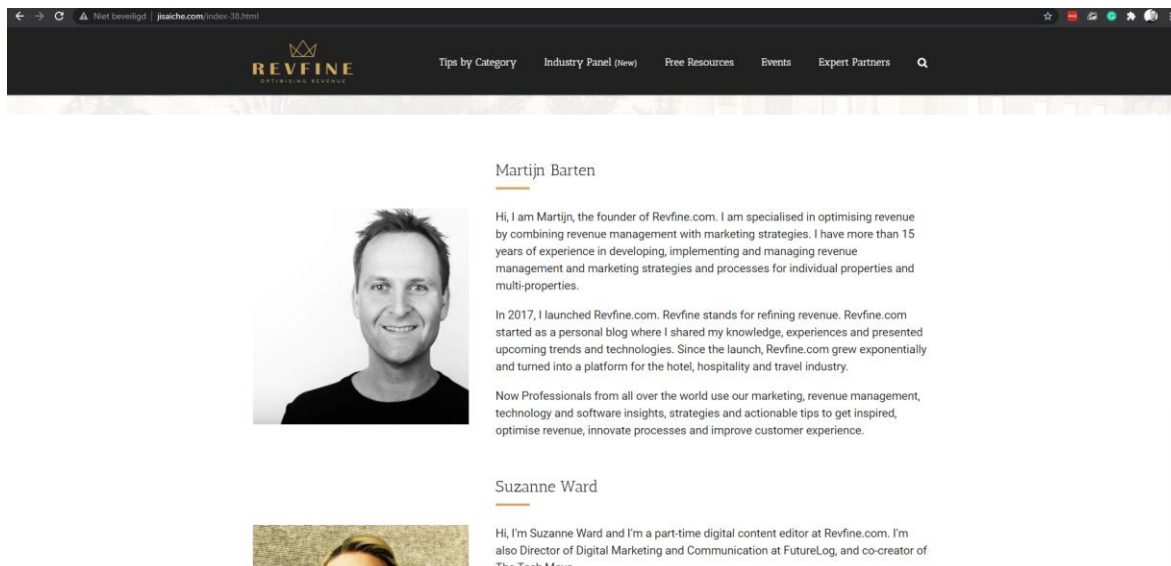 Niet beveiligd | jisaiche.com/index-38.html
REVFINE
OPTIMISING REVENUE
Tips by Category Industry Panel (New) Free Resources Events Expert Partners
Martijn Barten
Hi, I am Martijn, the founder of Revfine.com. I am specialised in optimising revenue
by combining revenue management with marketing strategies. I have more than 15
years of experience in developing, implementing and managing revenue
management and marketing strategies and processes for individual properties and
multi-properties.
In 2017, I launched Revfine.com. Revfine stands for refining revenue. Revfine.com
started as a personal blog where I shared my knowledge, experiences and presented
upcoming trends and technologies. Since the launch, Revfine.com grew exponentially
and turned into a platform for the hotel, hospitality and travel industry.
Now Professionals from all over the world use our marketing, revenue management,
technology and software insights, strategies and actionable tips to get inspired,
optimise revenue, innovate processes and improve customer experience.
Suzanne Ward
Hi, I'm Suzanne Ward and I'm a part-time digital content editor at Revfine.com. I'm
also Director of Digital Marketing and Communication at FutureLog, and co-creator of
The Tech Move